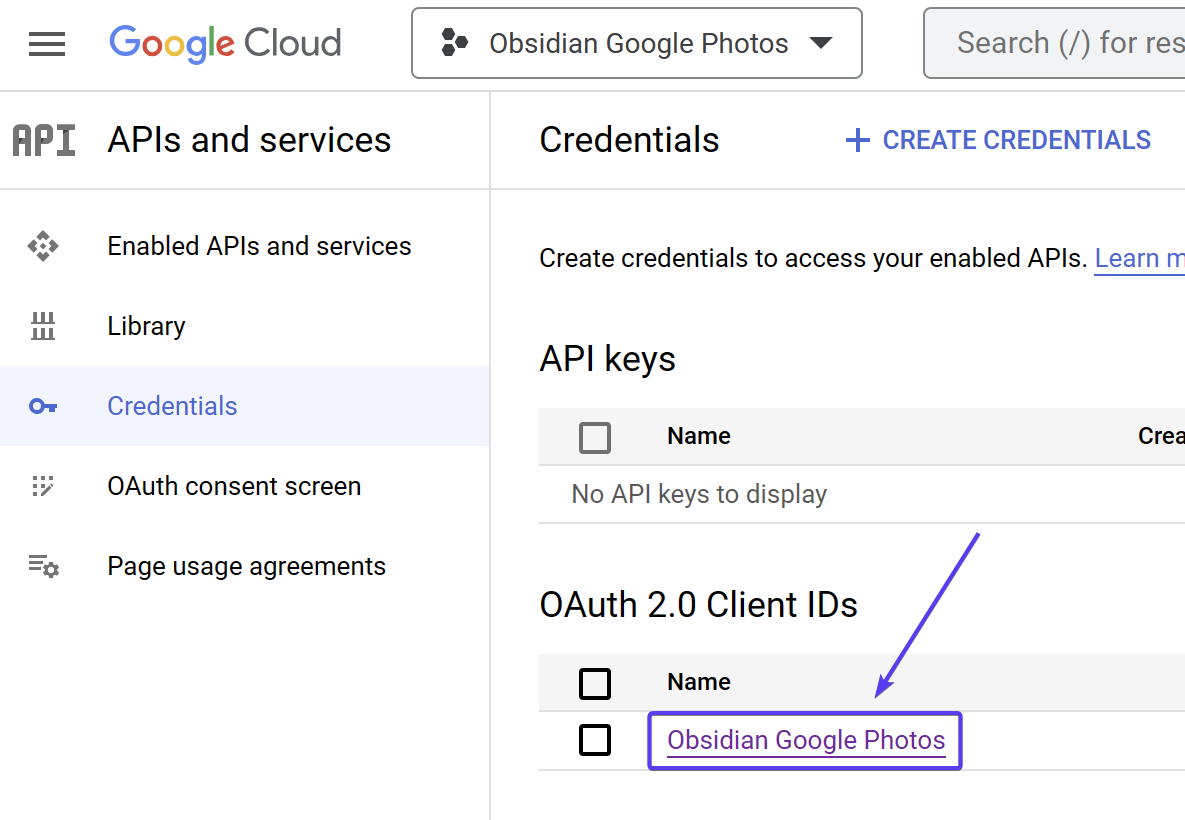 Google Cloud
Obsidian Google Photos
Search (/) for res
API
APIs and services
Enabled APIs and services
Library
Credentials
OAuth consent screen
Page usage agreements
Credentials
+ CREATE CREDENTIALS
Create credentials to access your enabled APIs. Learn m
API keys
Name Crea
No API keys to display
OAuth 2.0 Client IDs
Name
Obsidian Google Photos